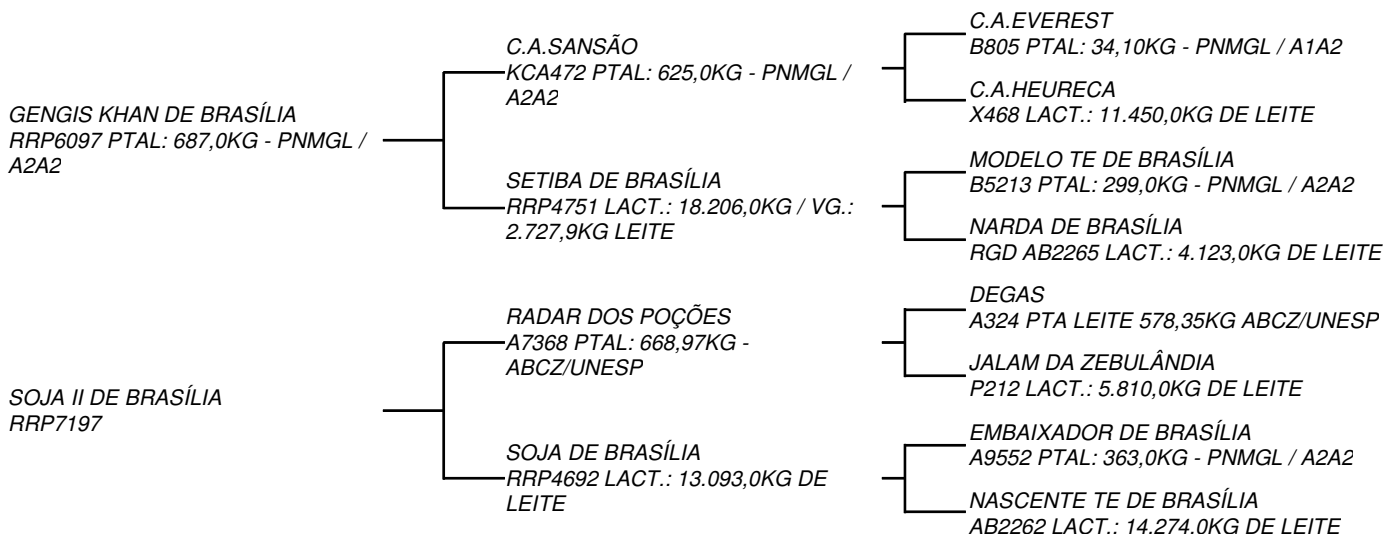 GENGIS KHAN DE BRASÍLIA
RRP6097 PTAL: 687,0KG - PNMGL /
A2A2
C.A.SANSÃO
KCA472 PTAL: 625,0KG - PNMGL /
A2A2
C.A.EVEREST
B805 PTAL: 34,10KG - PNMGL / A1A2
C.A.HEURECA
X468 LACT.: 11.450,0KG DE LEITE
SETIBA DE BRASÍLIA
RRP4751 LACT.: 18.206,0KG / VG.:
2.727,9KG LEITE
MODELO TE DE BRASÍLIA
B5213 PTAL: 299,0KG - PNMGL / A2A2
NARDA DE BRASÍLIA
RGD AB2265 LACT.: 4.123,0KG DE LEITE
SOJA II DE BRASÍLIA
RRP7197
RADAR DOS POÇÕES
A7368 PTAL: 668,97KG -
ABCZ/UNESP
DEGAS
A324 PTA LEITE 578,35KG ABCZ/UNESP
JALAM DA ZEBULÂNDIA
P212 LACT.: 5.810,0KG DE LEITE
SOJA DE BRASÍLIA
RRP4692 LACT.: 13.093,0KG DE
LEITE
EMBAIXADOR DE BRASÍLIA
A9552 PTAL: 363,0KG - PNMGL / A2A2
NASCENTE TE DE BRASÍLIA
AB2262 LACT.: 14.274,0KG DE LEITE